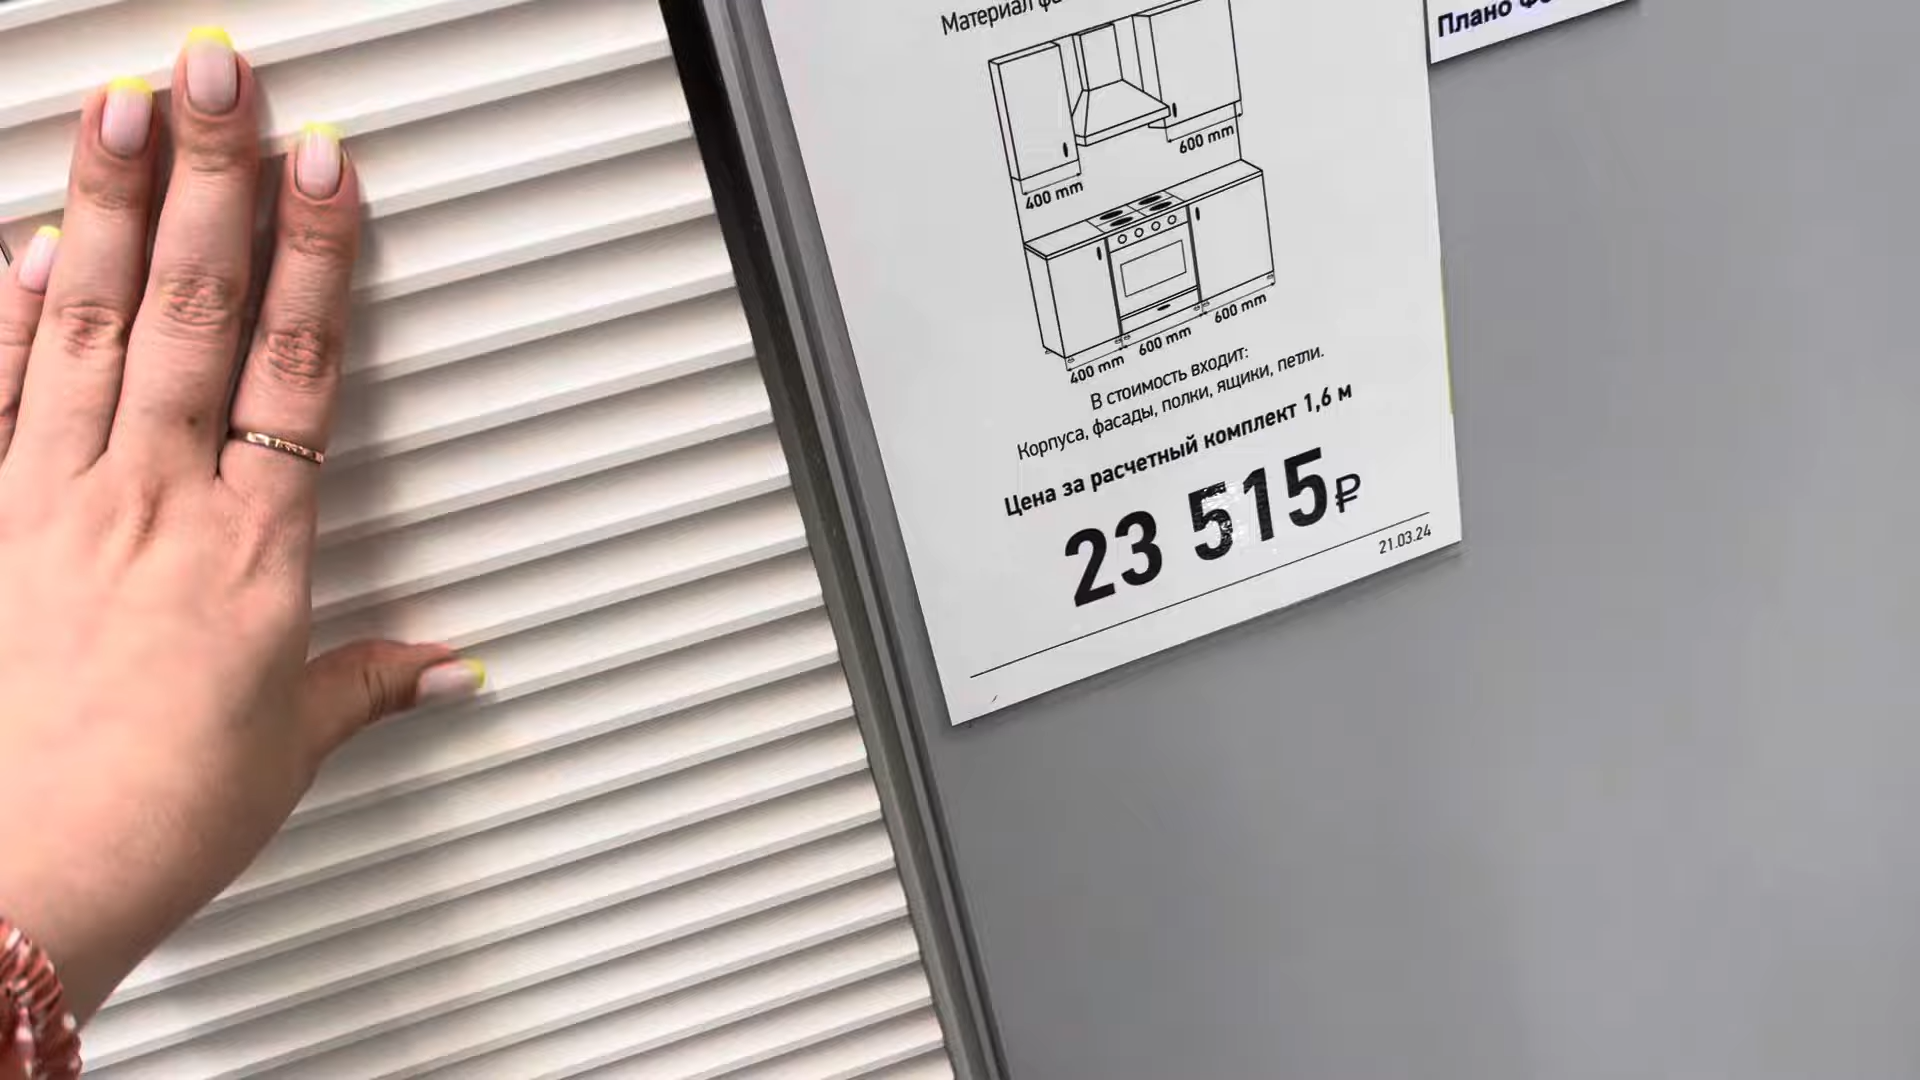 Материал
Плано
600 mm
400 mm
600 mm
600 mm
400 mm
В стоимость входит:
Корпуса, фасады, полки, ящики, петли.
Цена за расчетный комплект 1,6 м
23 515₽
21.03.24